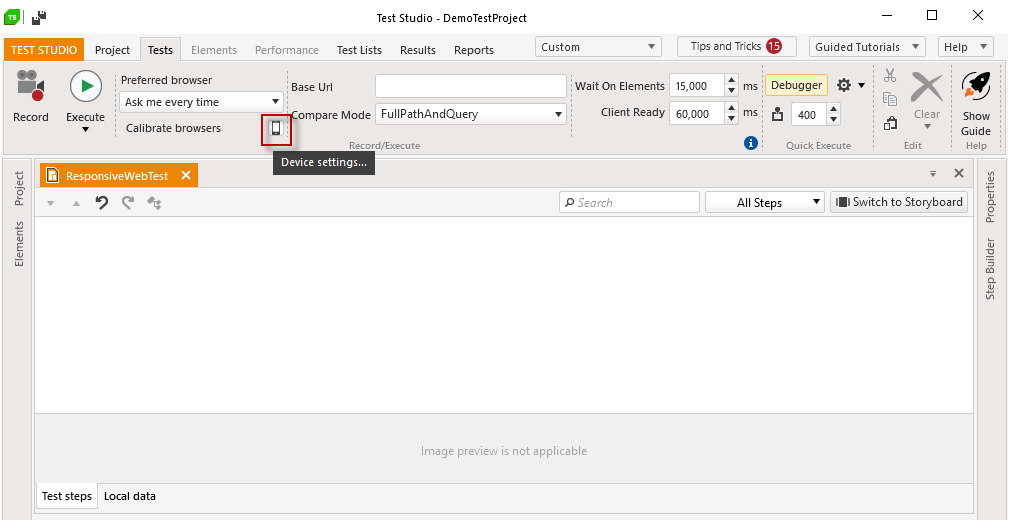 TS
Test Studio - DemoTestProject
TEST STUDIO Project Tests Elements Performance Test Lists Results Reports Custom Tips and Tricks 15 Guided Tutorials Help
Preferred browser
Base Url
Wait On Elements 15,000 ms
Debugger
Ask me every time
Record
Execute
Compare Mode FullPathAndQuery
Client Ready 60,000 ms
400
Clear
Show
Guide
Calibrate browsers
Record/Execute
Quick Execute
Edit
Help
Device settings...
ResponsiveWebTest
Search
All Steps
Switch to Storyboard
Project
Elements
Properties
Step Builder
Image preview is not applicable
Test steps Local data